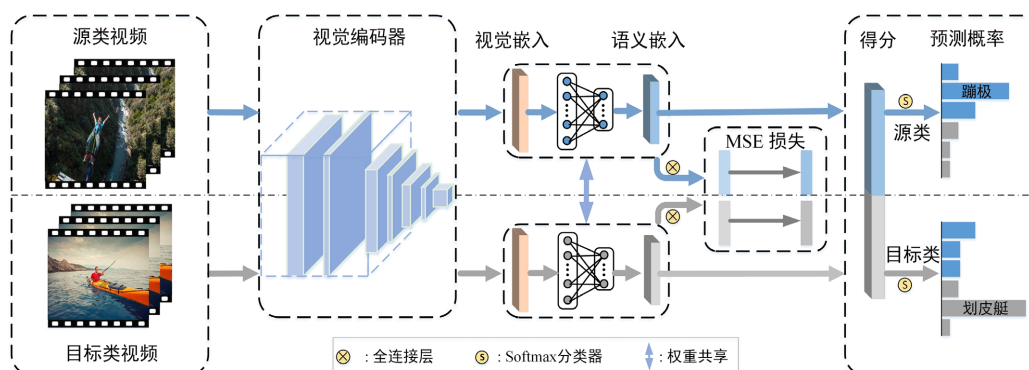 源类视频
视觉编码器
视觉嵌入
语义嵌入
得分
预测概率
S
蹦极
源类
MSE 损失
目标类
S
划皮艇
目标类视频
: 全连接层
S
: Softmax分类器
: 权重共享